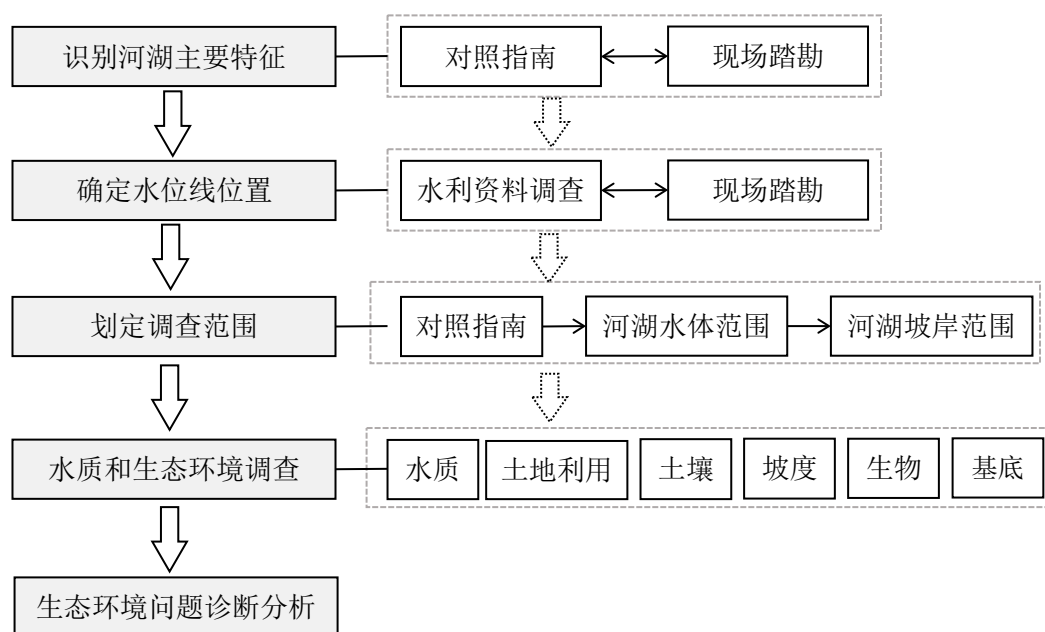 识别河湖主要特征
对照指南
现场踏勘
确定水位线位置
水利资料调查
现场踏勘
划定调查范围
对照指南
河湖水体范围
河湖坡岸范围
水质和生态环境调查
水质
土地利用
土壤
坡度
生物
基底
生态环境问题诊断分析